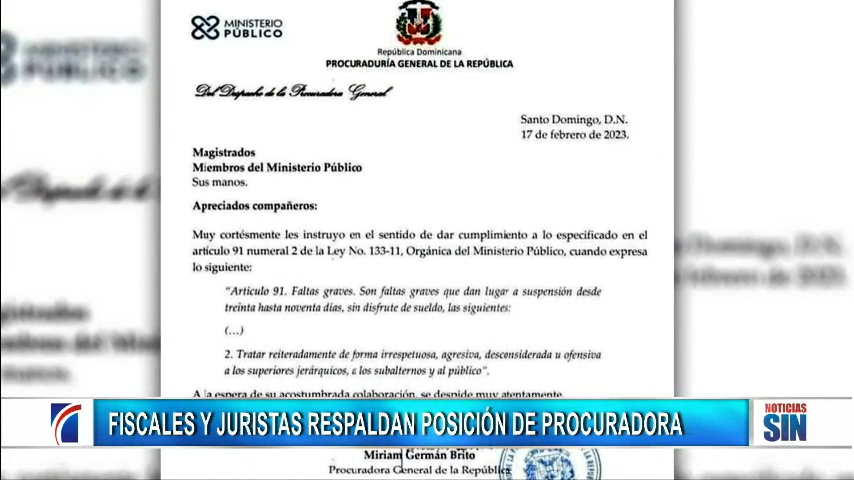 MINISTERIO
PÚBLICO
República Dominicana
PROCURADURÍA GENERAL DE LA REPÚBLICA
Del Despacho de la Procuradora General
Santo Domingo, D.N.
17 de febrero de 2023.
Magistrados
Miembros del Ministerio Público
Sus manos.
Apreciados compañeros:
Muy cortésmente les instruyo en el sentido de dar cumplimiento a lo especificado en el
artículo 91 numeral 2 de la Ley No. 133-11, Orgánica del Ministerio Público, cuando expresa
lo siguiente:
“Artículo 91. Faltas graves. Son faltas graves que dan lugar a suspensión desde
treinta hasta noventa días, sin disfrute de sueldo, las siguientes:
(...)
2. Tratar reiteradamente de forma irrespetuosa, agresiva, desconsiderada u ofensiva
a los superiores jerárquicos, a los subalternos y al público”.
A la espera de su acostumbrada colaboración, se despide muy atentamente,
FISCALES Y JURISTAS RESPALDAN POSICIÓN DE PROCURADORA
NOTICIAS
SIN
Miriam Germán Brito
Procuradora General de la República